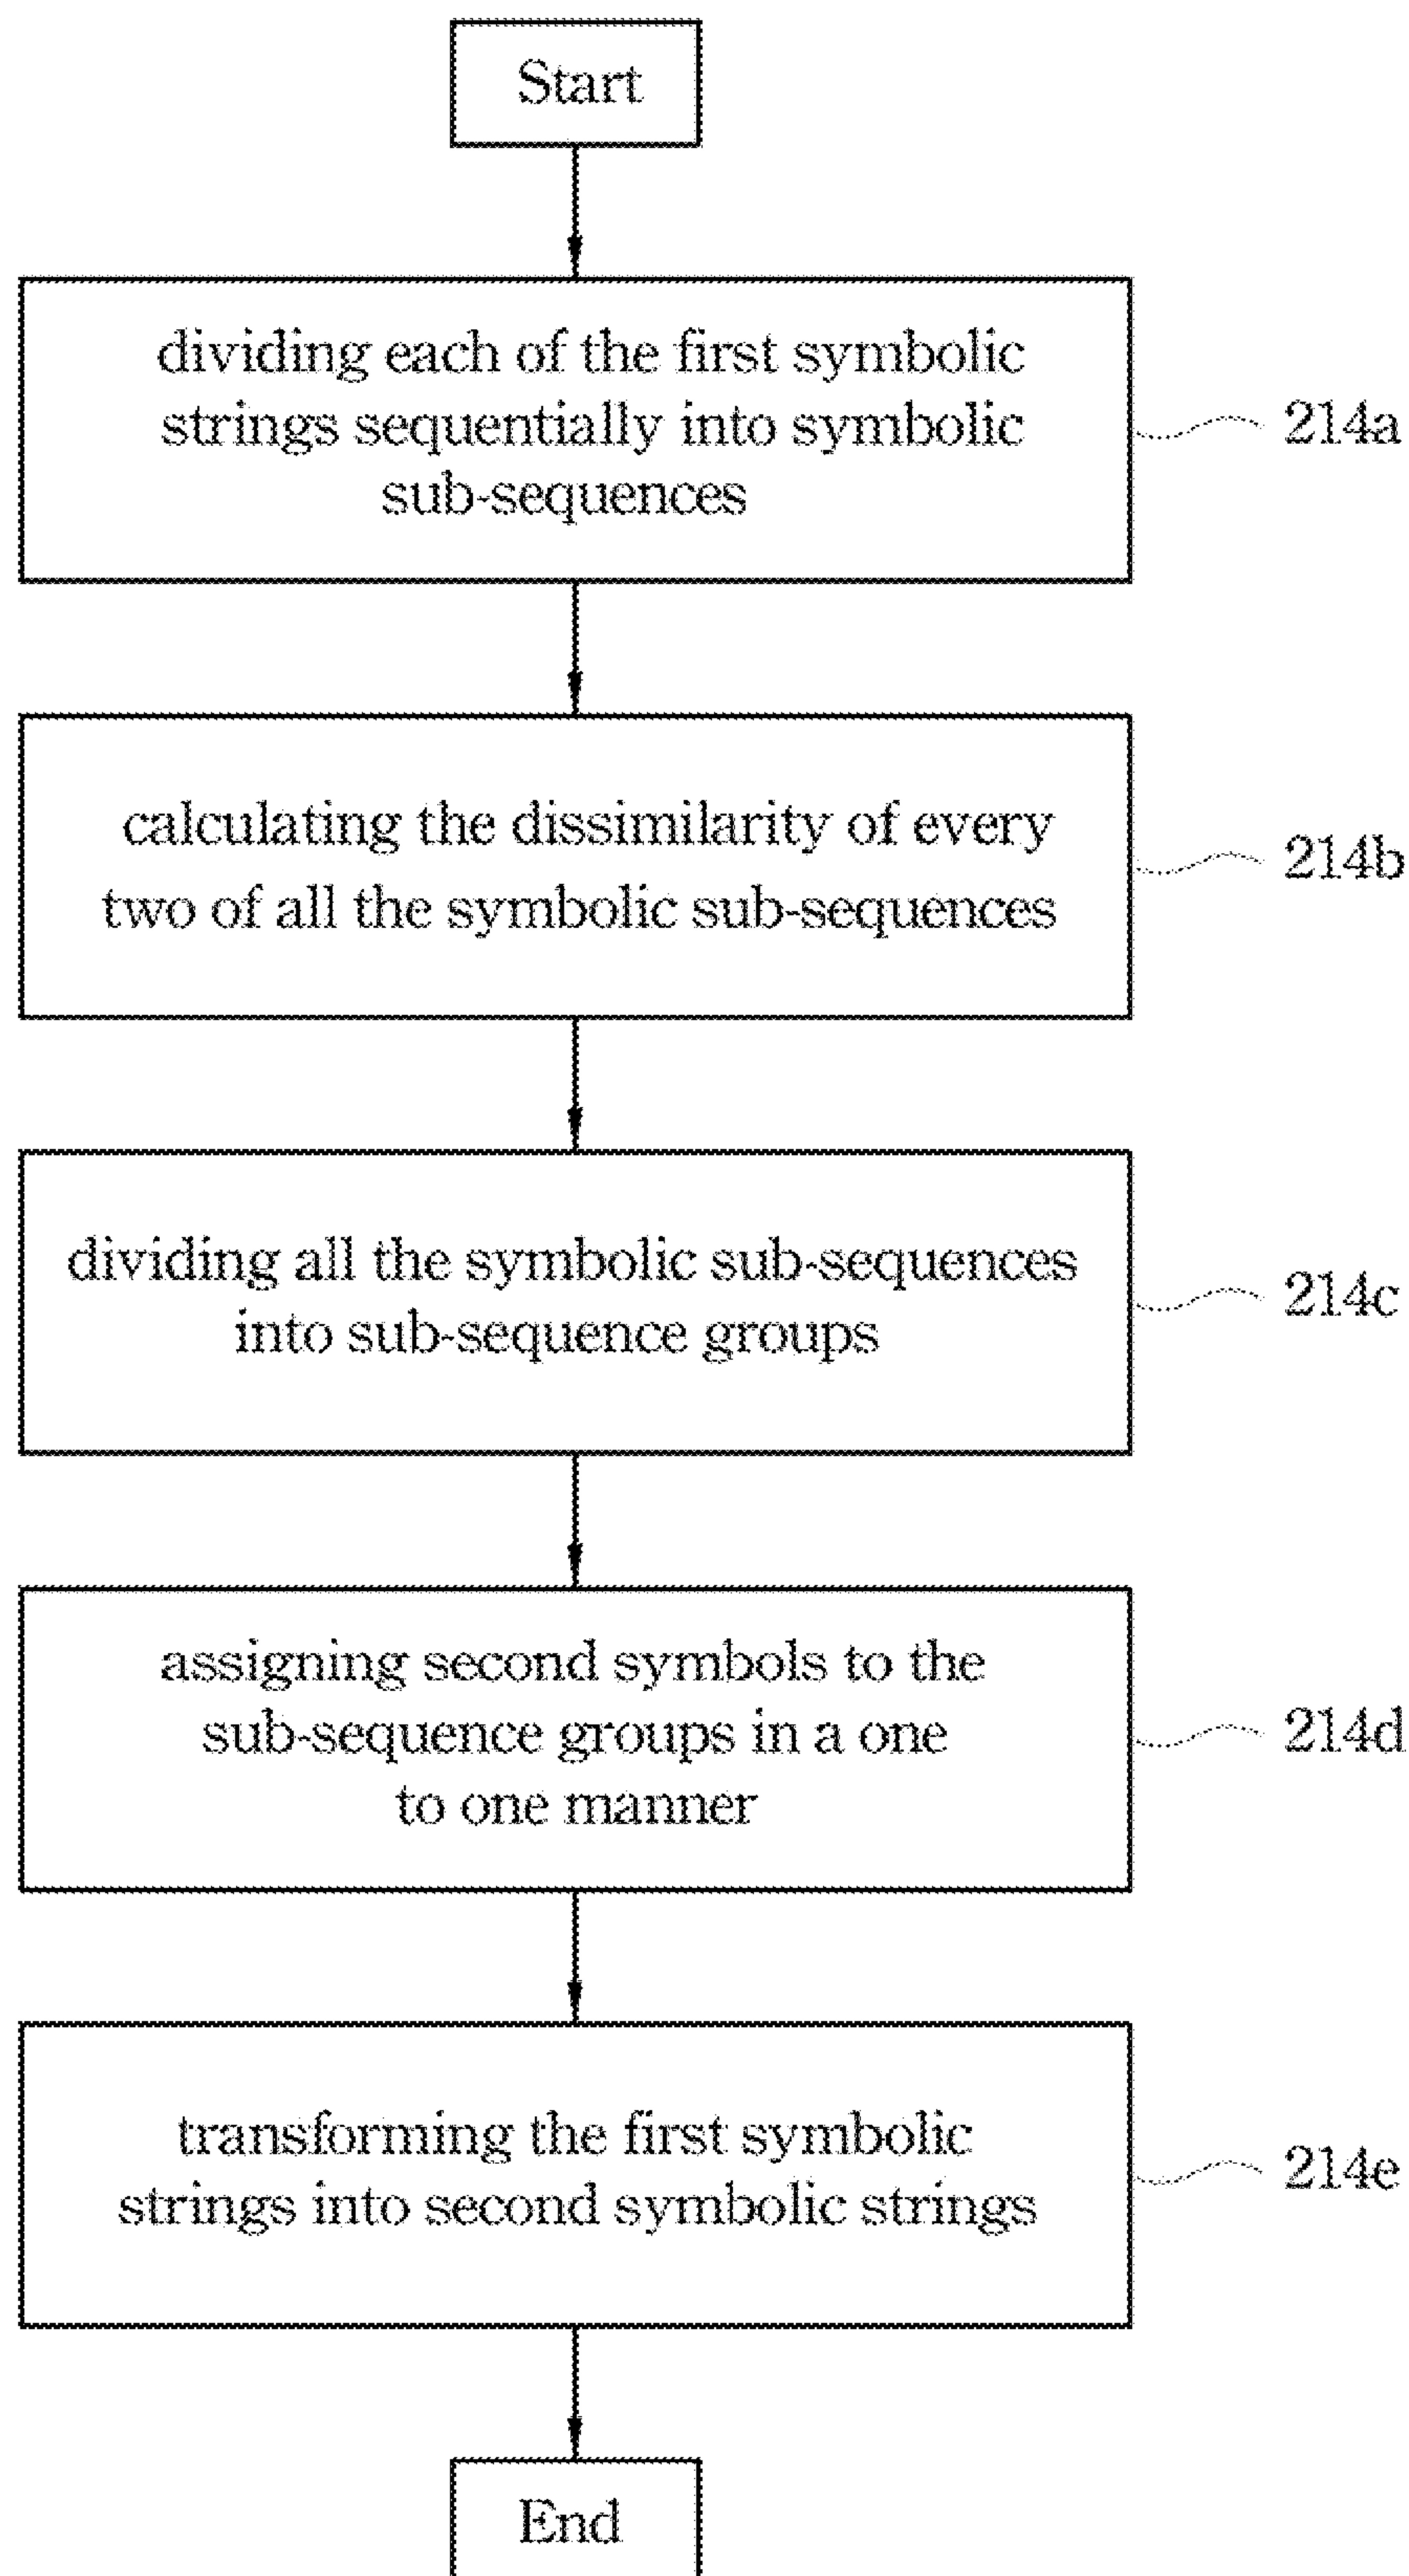 Start
dividing each of the first symbolic
strings sequentially into symbolic
sub-sequences
214a
calculating the dissimilarity of every
two of all the symbolic sub-sequences
214b
dividing all the symbolic sub-sequences
into sub-sequence groups
214c
assigning second symbols to the
sub-sequence groups in a one
to one manner
214d
transforming the first symbolic
strings into second symbolic strings
214e
End